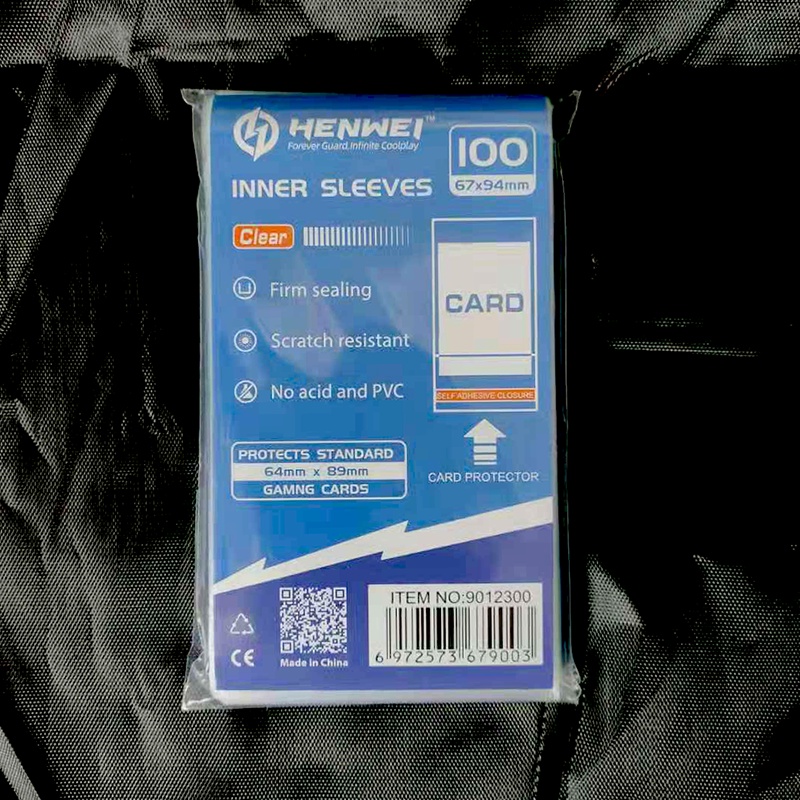 HENWEI™
Forever Guard.Infinite Coolplay
100
67x94mm
INNER SLEEVES
Clear
Firm sealing
Scratch resistant
No acid and PVC
CARD
SELF ADHESIVE CLOSURE
CARD PROTECTOR
PROTECTS STANDARD
64mm x 89mm
GAMNG CARDS
ITEM NO:9012300
6 972573 679003
CE
Made in China